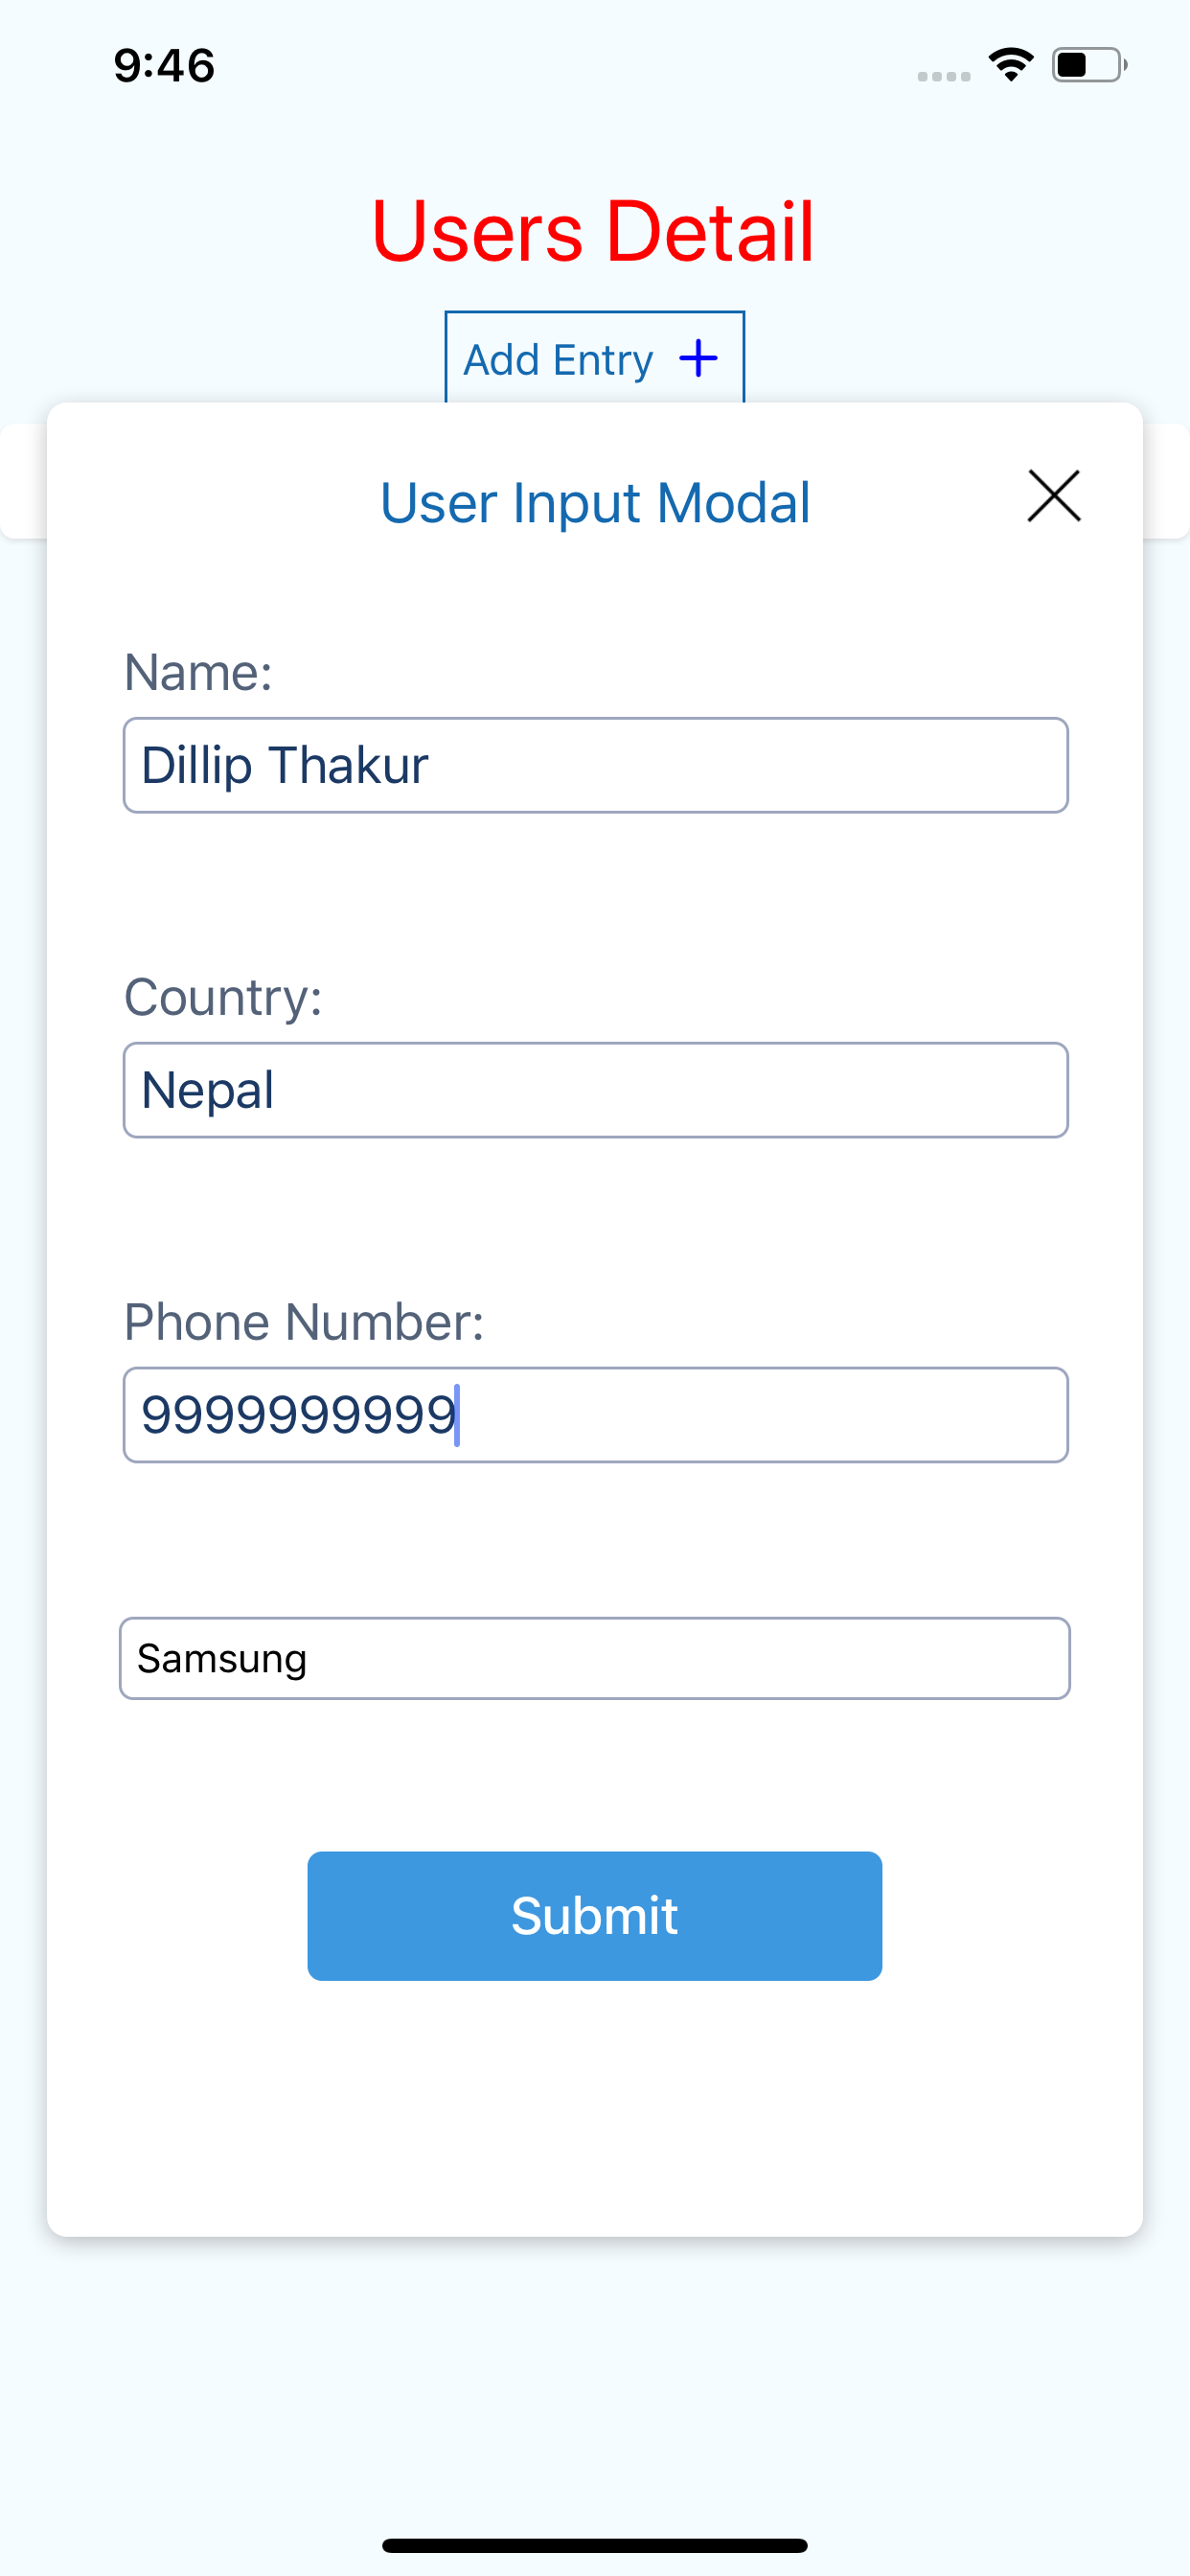 9:46
Users Detail
Add Entry +
User Input Modal
Name:
Dillip Thakur
Country:
Nepal
Phone Number:
9999999999
Samsung
Submit